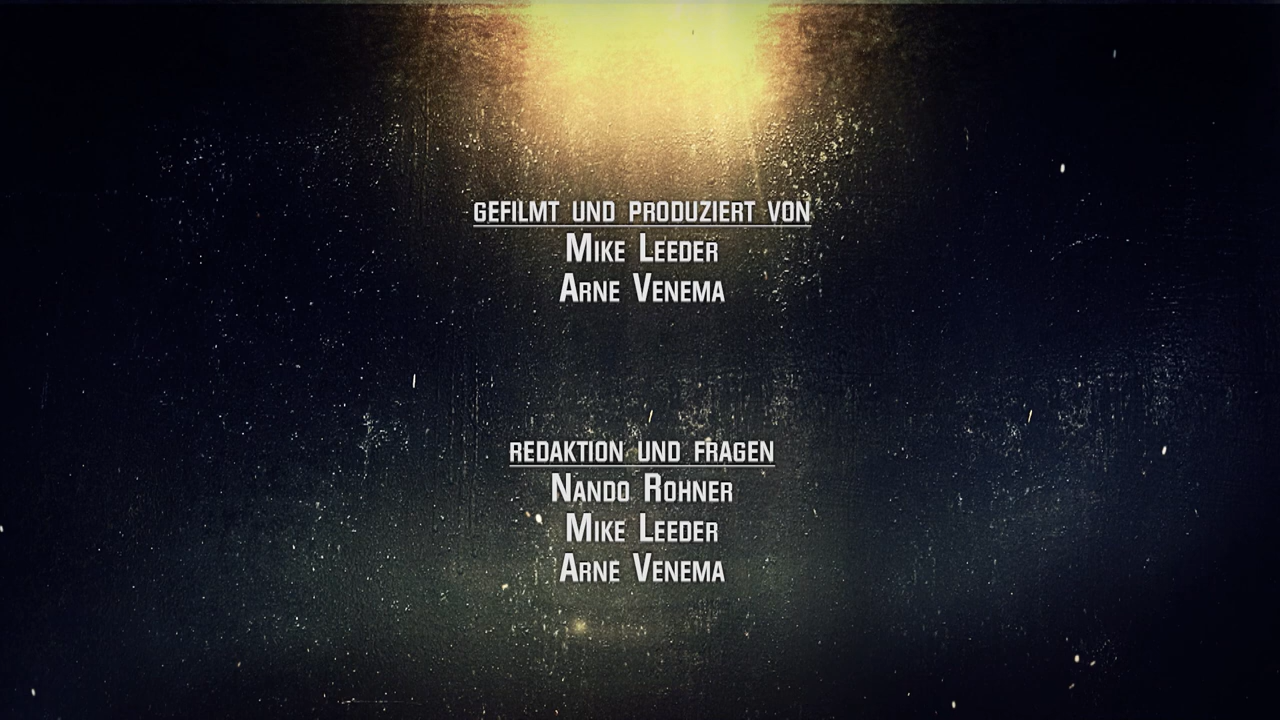 GEFILMT UND PRODUZIERT VON
MIKE LEEDER
ARNE VENEMA
REDAKTION UND FRAGEN
NANDO ROHNER
MIKE LEEDER
ARNE VENEMA